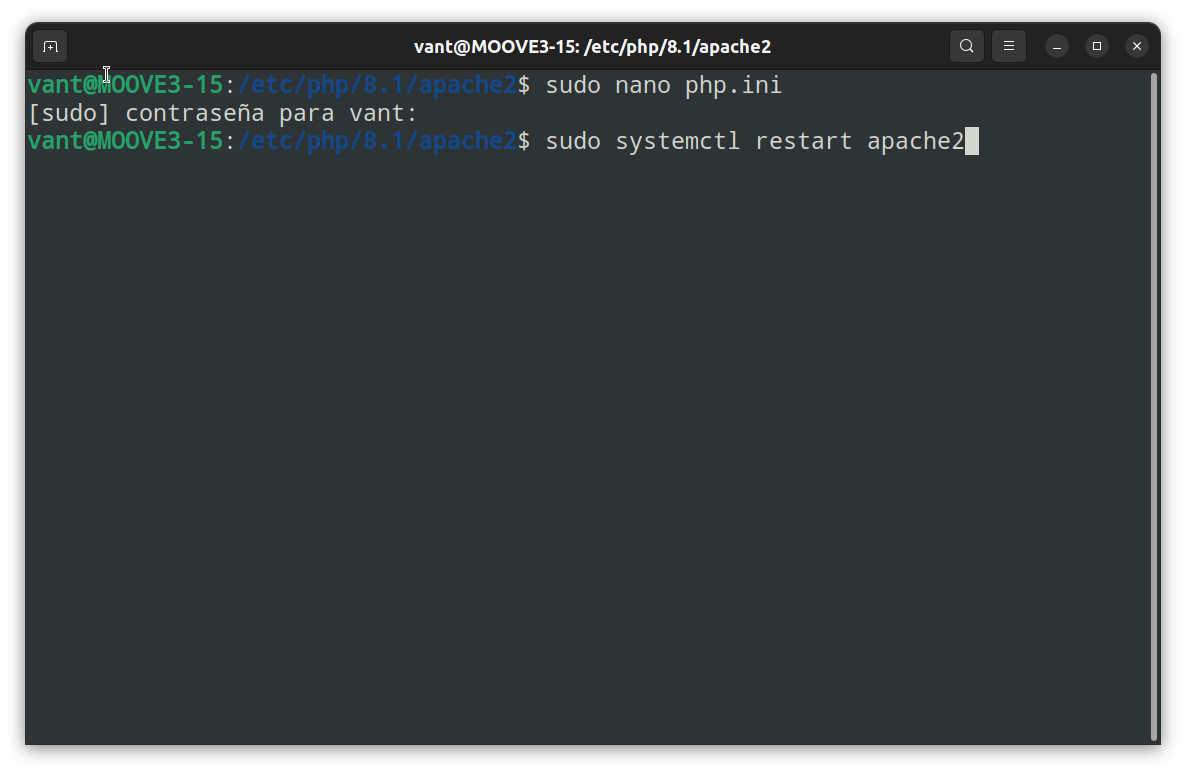 vant@MOOVE3-15: /etc/php/8.1/apache2
vant@MOOVE3-15:/etc/php/8.1/apache2$ sudo nano php.ini
[sudo] contraseña para vant:
vant@MOOVE3-15:/etc/php/8.1/apache2$ sudo systemctl restart apache2